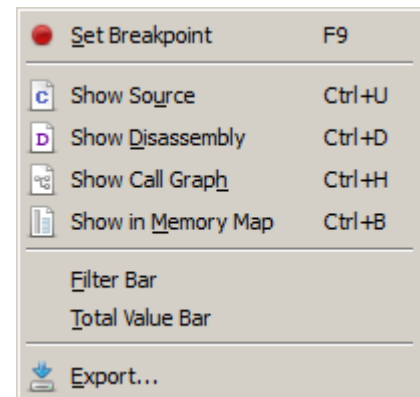 Set Breakpoint F9
C Show Source Ctrl+U
D Show Disassembly Ctrl+D
Show Call Graph Ctrl+H
Show in Memory Map Ctrl+B
Filter Bar
Total Value Bar
Export...